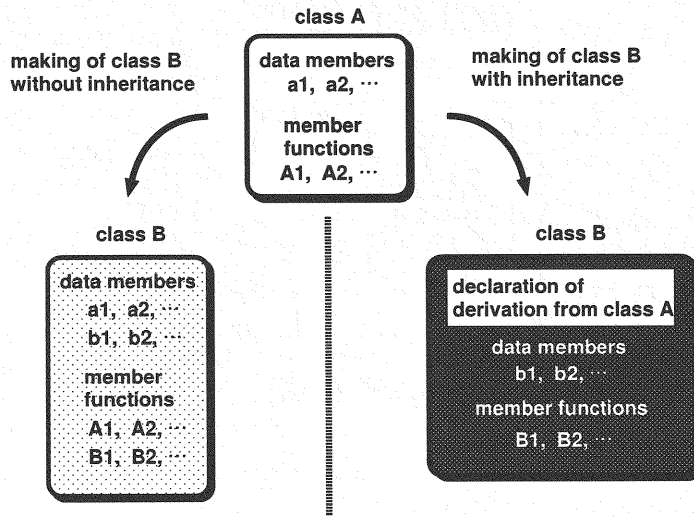 class A
making of class B
without inheritance
data members
a1, a2, ···
member
functions
A1, A2, ···
making of class B
with inheritance
class B
data members
a1, a2, ···
b1, b2, ···
member
functions
A1, A2, ···
B1, B2, ···
class B
declaration of
derivation from class A
data members
b1, b2, ···
member functions
B1, B2, ···